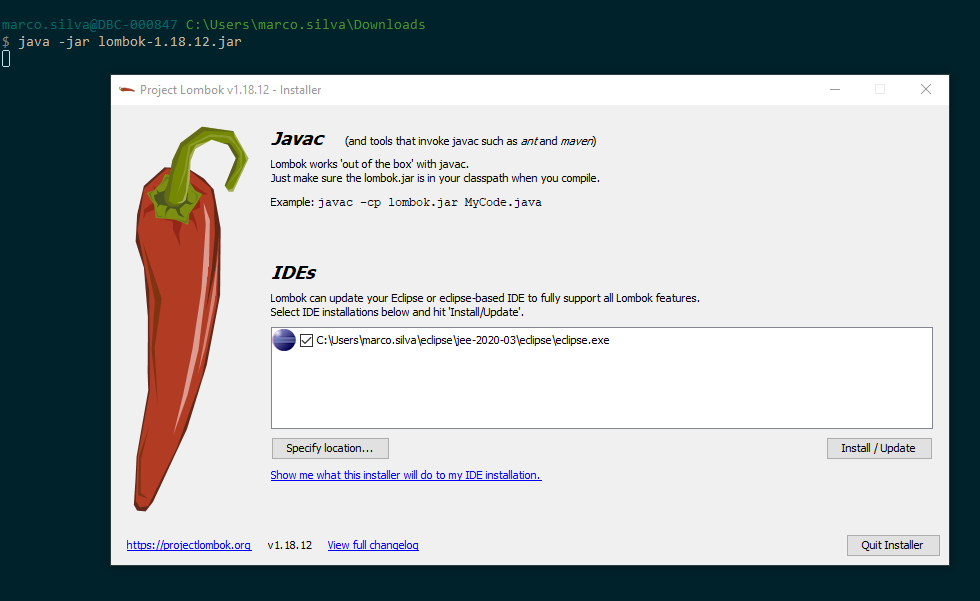 marco.silva@DBC-000847 C:\Users\marco.silva\Downloads
$ java -jar lombok-1.18.12.jar
Project Lombok v1.18.12 - Installer
Javac (and tools that invoke javac such as ant and maven)
Lombok works 'out of the box' with javac.
Just make sure the lombok.jar is in your classpath when you compile.
Example: javac -cp lombok.jar MyCode.java
IDEs
Lombok can update your Eclipse or eclipse-based IDE to fully support all Lombok features.
Select IDE installations below and hit 'Install/Update'.
C:\Users\marco.silva\eclipse\jee-2020-03\eclipse\eclipse.exe
Specify location... Install / Update
Show me what this installer will do to my IDE installation.
https://projectlombok.org v1.18.12 View full changelog Quit Installer